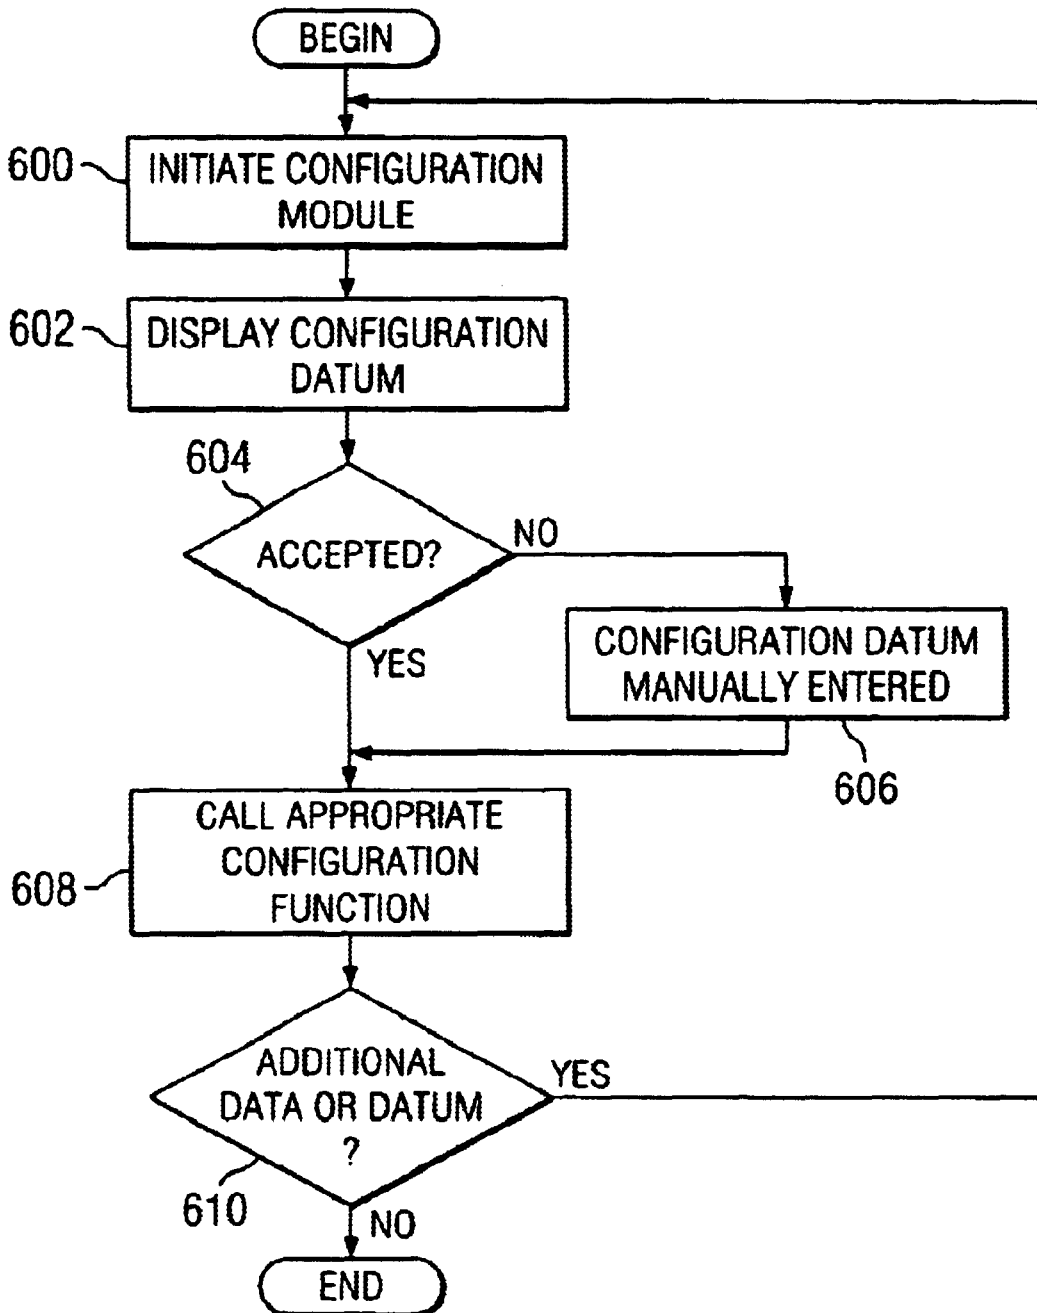 BEGIN
600
INITIATE CONFIGURATION
MODULE
602
DISPLAY CONFIGURATION
DATUM
604
ACCEPTED?
NO
YES
CONFIGURATION DATUM
MANUALLY ENTERED
606
608
CALL APPROPRIATE
CONFIGURATION
FUNCTION
ADDITIONAL
DATA OR DATUM
?
YES
610
NO
END